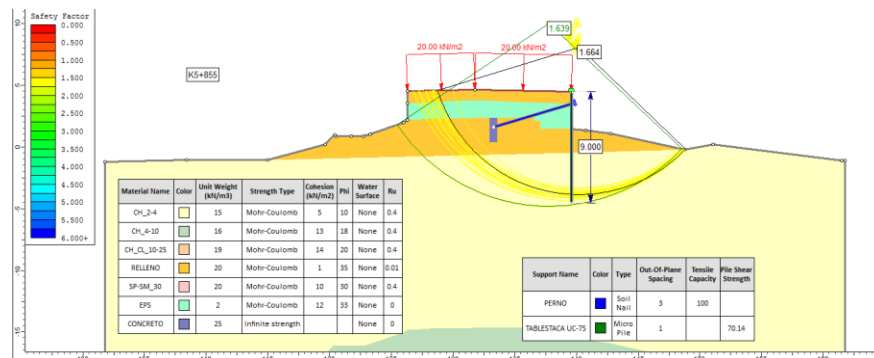 Safety Factor
0.000
0.500
1.000
1.500
2.000
2.500
3.000
3.500
4.000
4.500
5.000
5.500
6.000+
K5+855
20.00 kN/m2
20.00 kN/m2
1.639
1.664
9.000
Material Name Color Unit Weight (kN/m3) Strength Type Cohesion (kN/m2) Phi Water Surface Ru
CH_2-4 15 Mohr-Coulomb 5 10 None 0.4
CH_4-10 16 Mohr-Coulomb 13 18 None 0.4
CH_CL_10-25 19 Mohr-Coulomb 14 20 None 0.4
RELLENO 20 Mohr-Coulomb 1 35 None 0.01
SP-SM_30 20 Mohr-Coulomb 10 30 None 0.4
EPS 2 Mohr-Coulomb 12 33 None 0
CONCRETO 25 Infinite strength None 0
Support Name Color Type Out-Of-Plane Spacing Tensile Capacity Pile Shear Strength
PERNO Soil Nail 3 100
TABLESTACA UC-75 Micro Pile 1 70.14
10
5
0
-5
-10
-15